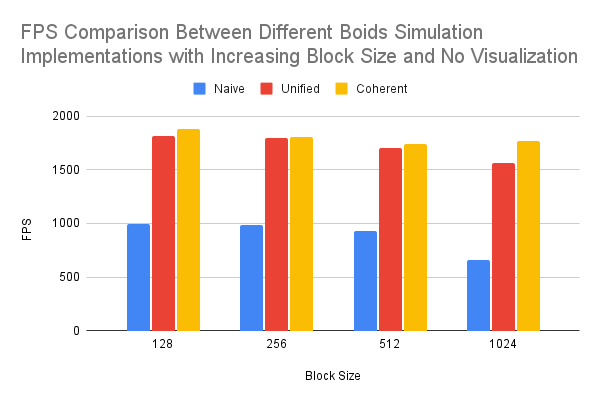 FPS Comparison Between Different Boids Simulation
Implementations with Increasing Block Size and No Visualization
Naive Unified Coherent
2000
1500
1000
500
0
FPS
128 256 512 1024
Block Size